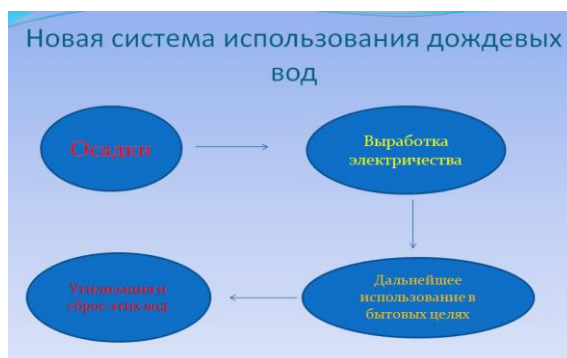 Новая система использования дождевых
вод
Осадки
Выработка
электричества
Дальнейшее
использование в
бытовых целях
Утилизация и
сброс этих вод